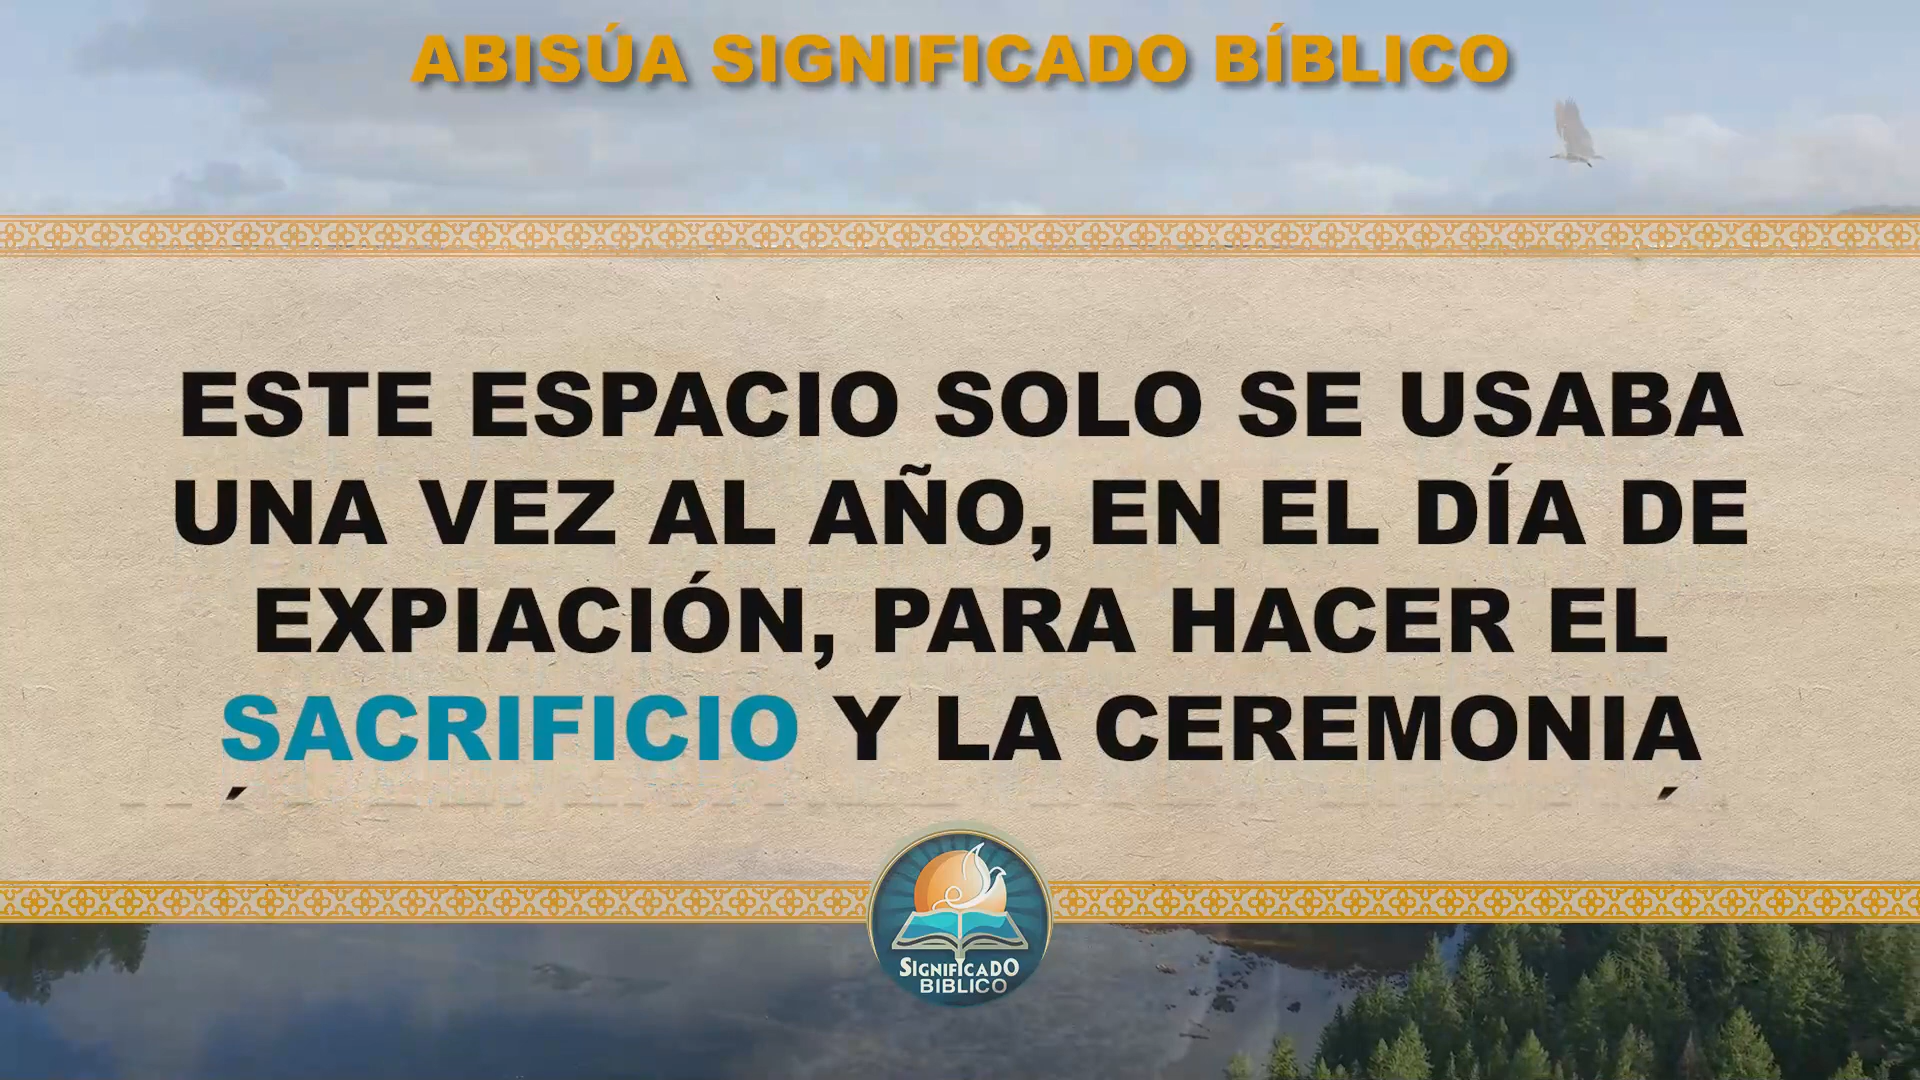 ABISÚA SIGNIFICADO BÍBLICO
ESTE ESPACIO SOLO SE USABA
UNA VEZ AL AÑO, EN EL DÍA DE
EXPIACIÓN, PARA HACER EL
SACRIFICIO Y LA CEREMONIA
SIGNIFICADO
BIBLICO